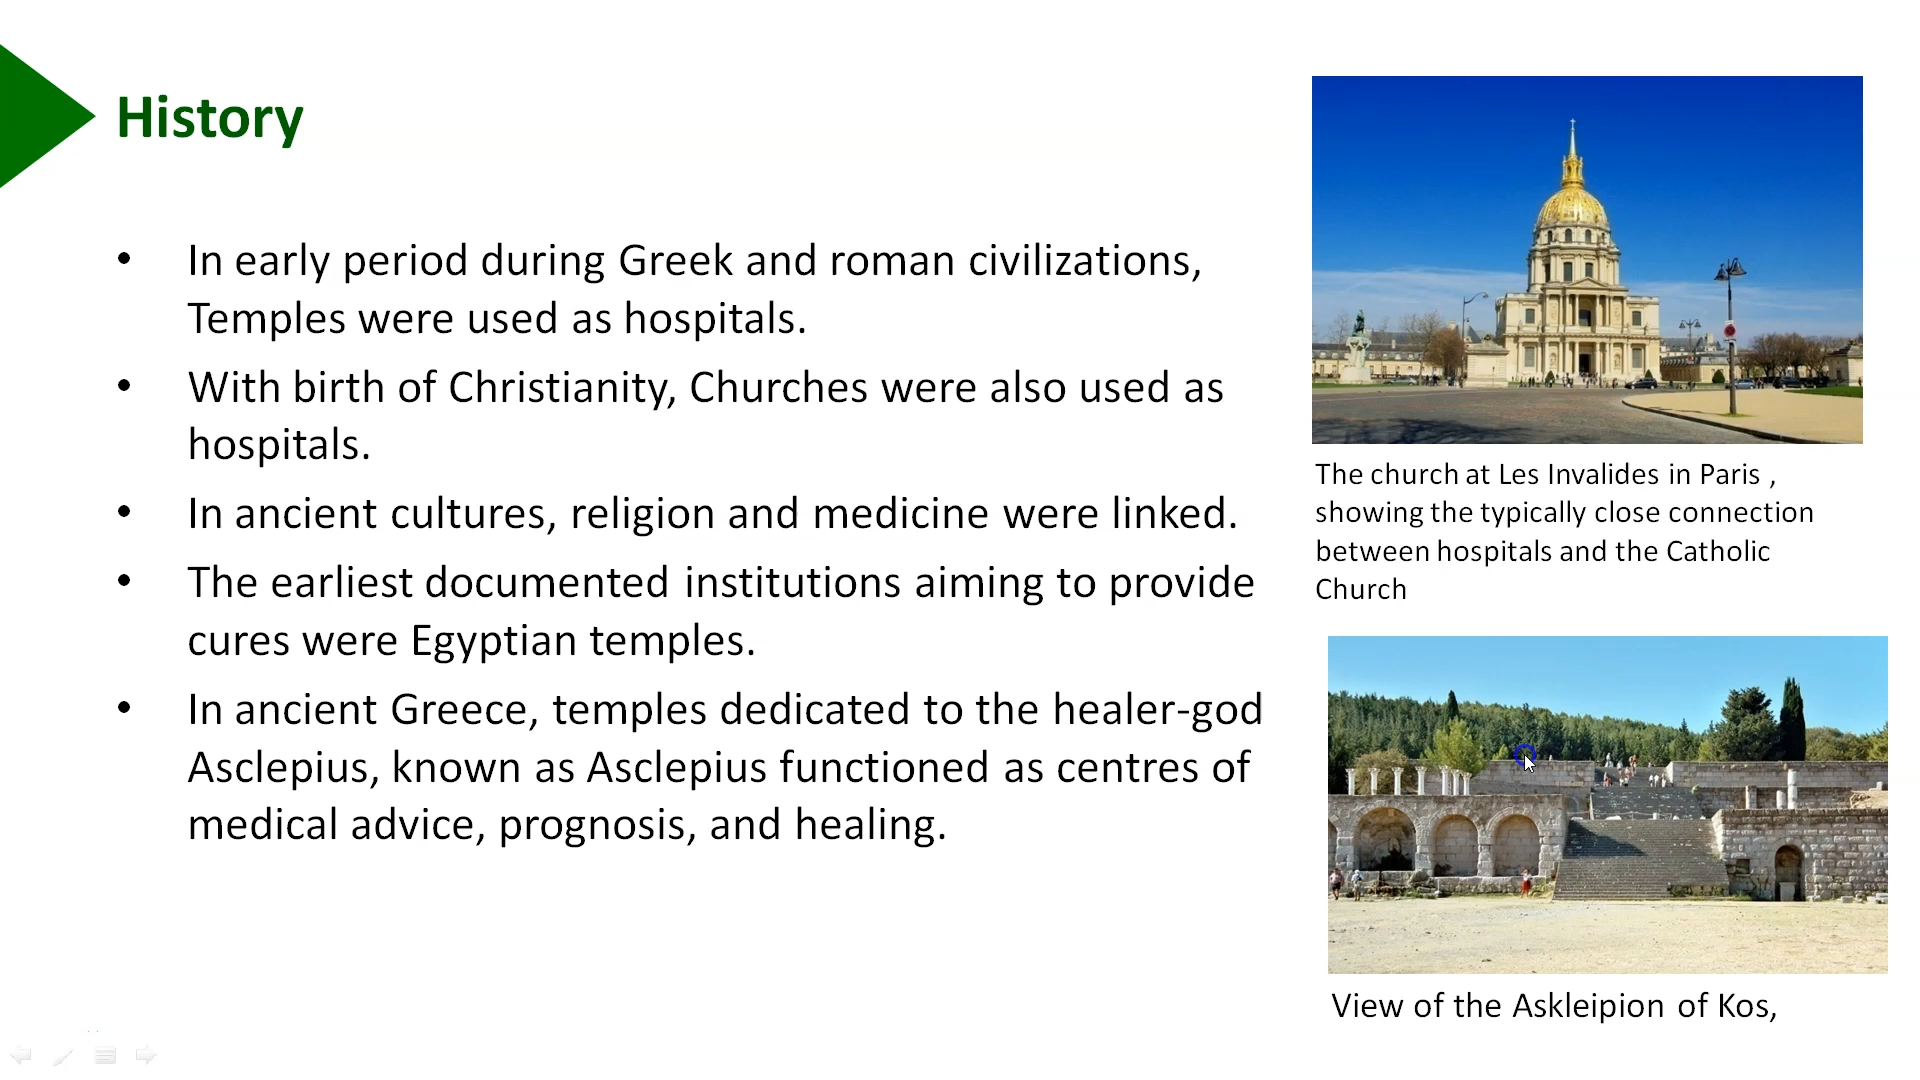 History
• In early period during Greek and roman civilizations,
Temples were used as hospitals.
• With birth of Christianity, Churches were also used as
hospitals.
• In ancient cultures, religion and medicine were linked.
• The earliest documented institutions aiming to provide
cures were Egyptian temples.
• In ancient Greece, temples dedicated to the healer-god
Asclepius, known as Asclepius functioned as centres of
medical advice, prognosis, and healing.
The church at Les Invalides in Paris ,
showing the typically close connection
between hospitals and the Catholic
Church
View of the Askleipion of Kos,